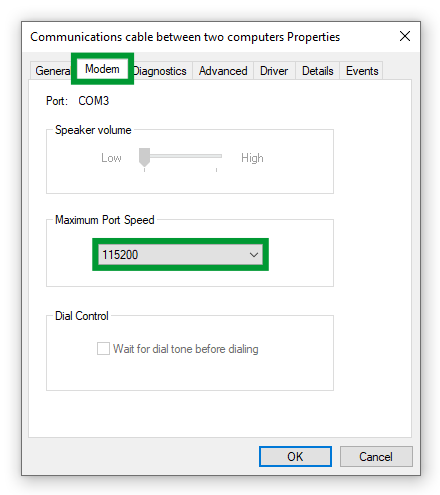 Communications cable between two computers Properties
General Modem Diagnostics Advanced Driver Details Events
Port: COM3
Speaker volume
Low High
Maximum Port Speed
115200
Dial Control
Wait for dial tone before dialing
OK Cancel